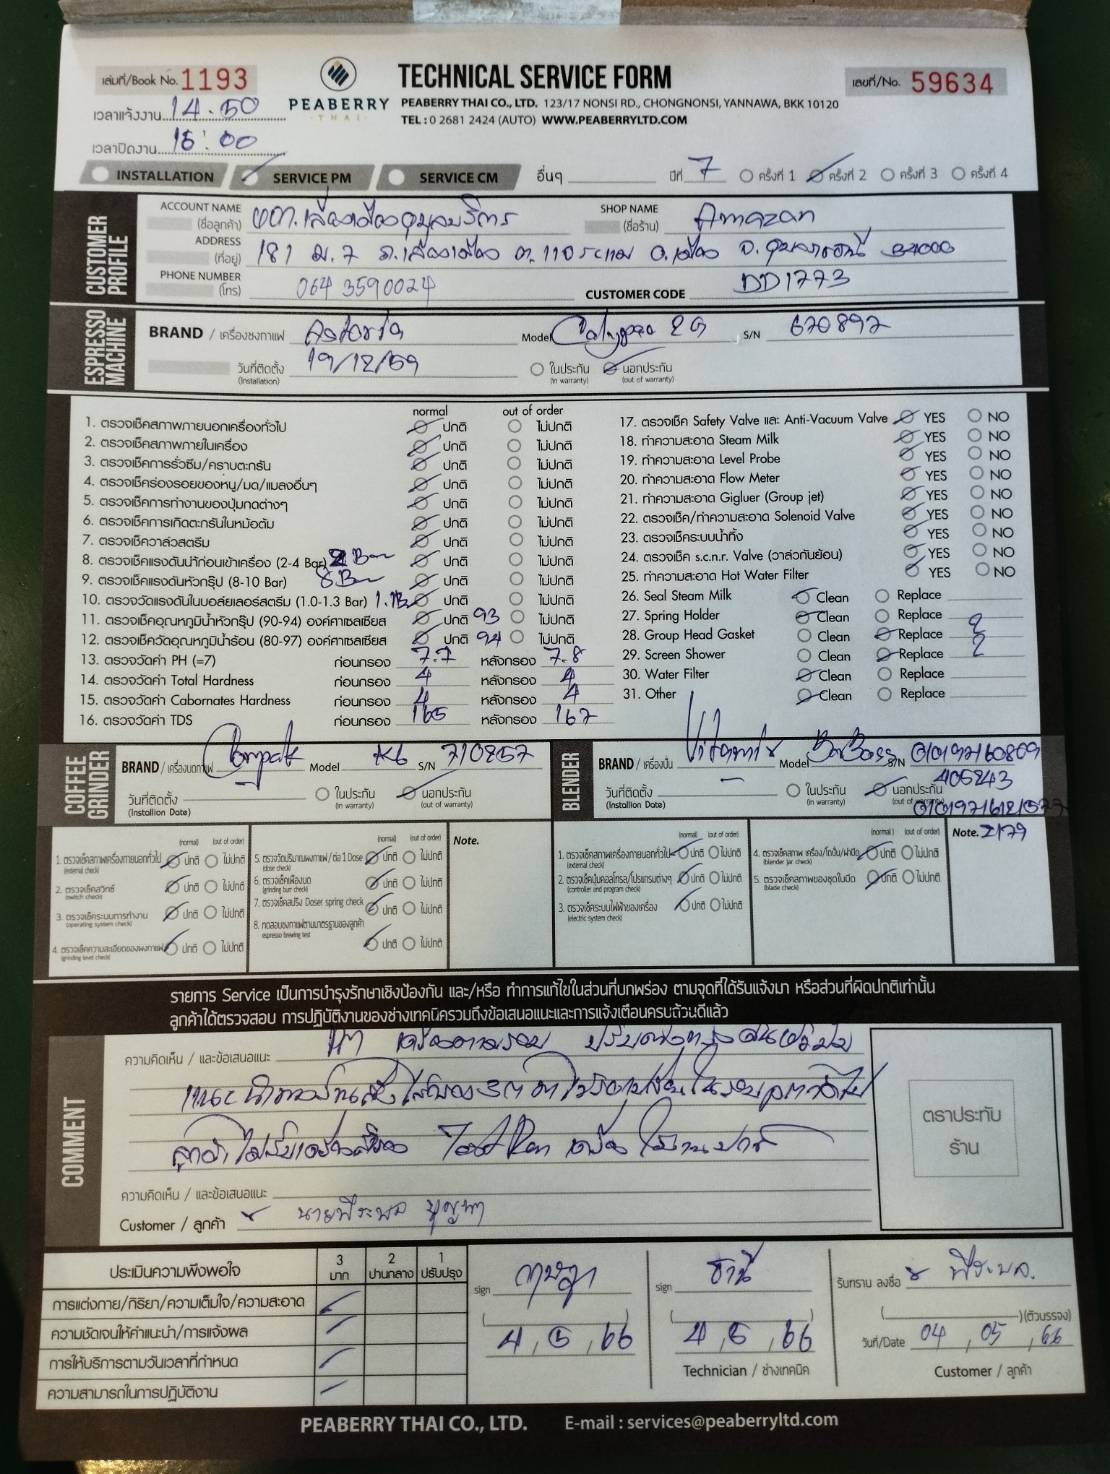 เล่มที่/Book No. 1193
PEABERRY
THAI
TECHNICAL SERVICE FORM
PEABERRY THAI CO., LTD. 123/17 NONSI RD., CHONGNONSI, YANNAWA, BKK 10120
TEL : 0 2681 2424 (AUTO) WWW.PEABERRYLTD.COM
เลขที่/No. 59634
เวลาแจ้งงาน 14.50
เวลาปิดงาน 16:00
INSTALLATION SERVICE PM SERVICE CM อื่นๆ ปีที่ 7 ครั้งที่ 1 ครั้งที่ 2 ครั้งที่ 3 ครั้งที่ 4
CUSTOMER PROFILE
ACCOUNT NAME (ชื่อลูกค้า) SHOP NAME (ชื่อร้าน) Amazon
ADDRESS (ที่อยู่) 181 ม.7
PHONE NUMBER (โทร) 064 3590024 CUSTOMER CODE DD1773
ESPRESSO MACHINE
BRAND / เครื่องชงกาแฟ Astoria Model Calypso 2G S/N 670897
วันที่ติดตั้ง (Installation) 19/12/59 ในประกัน (in warranty) นอกประกัน (out of warranty)
normal out of order
1. ตรวจเช็คสภาพภายนอกเครื่องทั่วไป ปกติ ไม่ปกติ
2. ตรวจเช็คสภาพภายในเครื่อง ปกติ ไม่ปกติ
3. ตรวจเช็คการรั่วซึม/คราบตะกรัน ปกติ ไม่ปกติ
4. ตรวจเช็คร่องรอยของหนู/มด/แมลงอื่นๆ ปกติ ไม่ปกติ
5. ตรวจเช็คการทำงานของปุ่มกดต่างๆ ปกติ ไม่ปกติ
6. ตรวจเช็คการเกิดตะกรันในหม้อต้ม ปกติ ไม่ปกติ
7. ตรวจเช็ควาล์วสตรีม ปกติ ไม่ปกติ
8. ตรวจเช็คแรงดันน้ำก่อนเข้าเครื่อง (2-4 Bar) 2 Bar ปกติ ไม่ปกติ
9. ตรวจเช็คแรงดันหัวกรุ๊ป (8-10 Bar) 8 Bar ปกติ ไม่ปกติ
10. ตรวจวัดแรงดันในบอยล์เลอร์สตรีม (1.0-1.3 Bar) 1.1B ปกติ ไม่ปกติ
11. ตรวจเช็คอุณหภูมิน้ำหัวกรุ๊ป (90-94) องศาเซลเซียส ปกติ 93 ไม่ปกติ
12. ตรวจเช็ควัดอุณหภูมิน้ำร้อน (80-97) องศาเซลเซียส ปกติ 94 ไม่ปกติ
13. ตรวจวัดค่า PH (=7) ก่อนกรอง 7.7 หลังกรอง 7.8
14. ตรวจวัดค่า Total Hardness ก่อนกรอง 4 หลังกรอง 4
15. ตรวจวัดค่า Cabornates Hardness ก่อนกรอง 4 หลังกรอง 4
16. ตรวจวัดค่า TDS ก่อนกรอง 165 หลังกรอง 167
17. ตรวจเช็ค Safety Valve และ Anti-Vacuum Valve YES NO
18. ทำความสะอาด Steam Milk YES NO
19. ทำความสะอาด Level Probe YES NO
20. ทำความสะอาด Flow Meter YES NO
21. ทำความสะอาด Gigluer (Group jet) YES NO
22. ตรวจเช็ค/ทำความสะอาด Solenoid Valve YES NO
23. ตรวจเช็คระบบน้ำทิ้ง YES NO
24. ตรวจเช็ค s.c.n.r. Valve (วาล์วกันย้อน) YES NO
25. ทำความสะอาด Hot Water Filter YES NO
26. Seal Steam Milk Clean Replace
27. Spring Holder Clean Replace
28. Group Head Gasket Clean Replace 2
29. Screen Shower Clean Replace 2
30. Water Filter Clean Replace
31. Other Clean Replace
COFFEE GRINDER
BRAND / เครื่องบดกาแฟ Compak Model K6 S/N 710857
วันที่ติดตั้ง (Installion Date) ในประกัน (in warranty) นอกประกัน (out of warranty)
BLENDER
BRAND / เครื่องปั่น Vitamix Model BarBoss S/N
405243
วันที่ติดตั้ง (Installation Date) ในประกัน (in warranty) นอกประกัน
(normal) (out of order)
1. ตรวจเช็คสภาพเครื่องภายนอกทั่วไป (external check) ปกติ ไม่ปกติ
2. ตรวจเช็คสวิทช์ (switch check) ปกติ ไม่ปกติ
3. ตรวจเช็คระบบการทำงาน (operating system check) ปกติ ไม่ปกติ
4. ตรวจเช็คความละเอียดของผงกาแฟ (grinding level check) ปกติ ไม่ปกติ
5. ตรวจวัดปริมาณผงกาแฟ/ต่อ 1 Dose (dose check) ปกติ ไม่ปกติ
6. ตรวจเช็คเฟืองบด (grinding burr check) ปกติ ไม่ปกติ
7. ตรวจเช็คสปริง Doser spring check ปกติ ไม่ปกติ
8. ทดสอบชงกาแฟตามมาตรฐานของลูกค้า espresso brewing test ปกติ ไม่ปกติ
Note.
1. ตรวจเช็คสภาพเครื่องภายนอกทั่วไป (external check) ปกติ ไม่ปกติ
2. ตรวจเช็คคอนโทรล/โปรแกรมต่างๆ (controller and program check) ปกติ ไม่ปกติ
3. ตรวจเช็คระบบไฟฟ้าของเครื่อง (electric system check) ปกติ ไม่ปกติ
4. ตรวจเช็คสภาพ เครื่อง/โถปั่น/ฝาปิด (blender jar check) ปกติ ไม่ปกติ
5. ตรวจเช็คสภาพของชุดใบมีด (blade check) ปกติ ไม่ปกติ
Note. 2179
รายการ Service เป็นการบำรุงรักษาเชิงป้องกัน และ/หรือ ทำการแก้ไขในส่วนที่บกพร่อง ตามจุดที่ได้รับแจ้งมา หรือส่วนที่ผิดปกติเท่านั้น
ลูกค้าได้ตรวจสอบ การปฏิบัติงานของช่างเทคนิครวมถึงข้อเสนอแนะและการแจ้งเตือนครบถ้วนดีแล้ว
COMMENT
ความคิดเห็น / และข้อเสนอแนะ
ความคิดเห็น / และข้อเสนอแนะ
Customer / ลูกค้า
ตราประทับ
ร้าน
ประเมินความพึงพอใจ 3 มาก 2 ปานกลาง 1 ปรับปรุง
การแต่งกาย/กิริยา/ความเต็มใจ/ความสะอาด
ความชัดเจนให้คำแนะนำ/การแจ้งผล
การให้บริการตามวันเวลาที่กำหนด
ความสามารถในการปฏิบัติงาน
sign
4, 5, 66
sign ธานี
4, 5, 66
Technician / ช่างเทคนิค
รับทราบ ลงชื่อ พีระพล
(ตัวบรรจง)
วันที่/Date 04, 05, 66
Customer / ลูกค้า
PEABERRY THAI CO., LTD. E-mail : services@peaberryltd.com